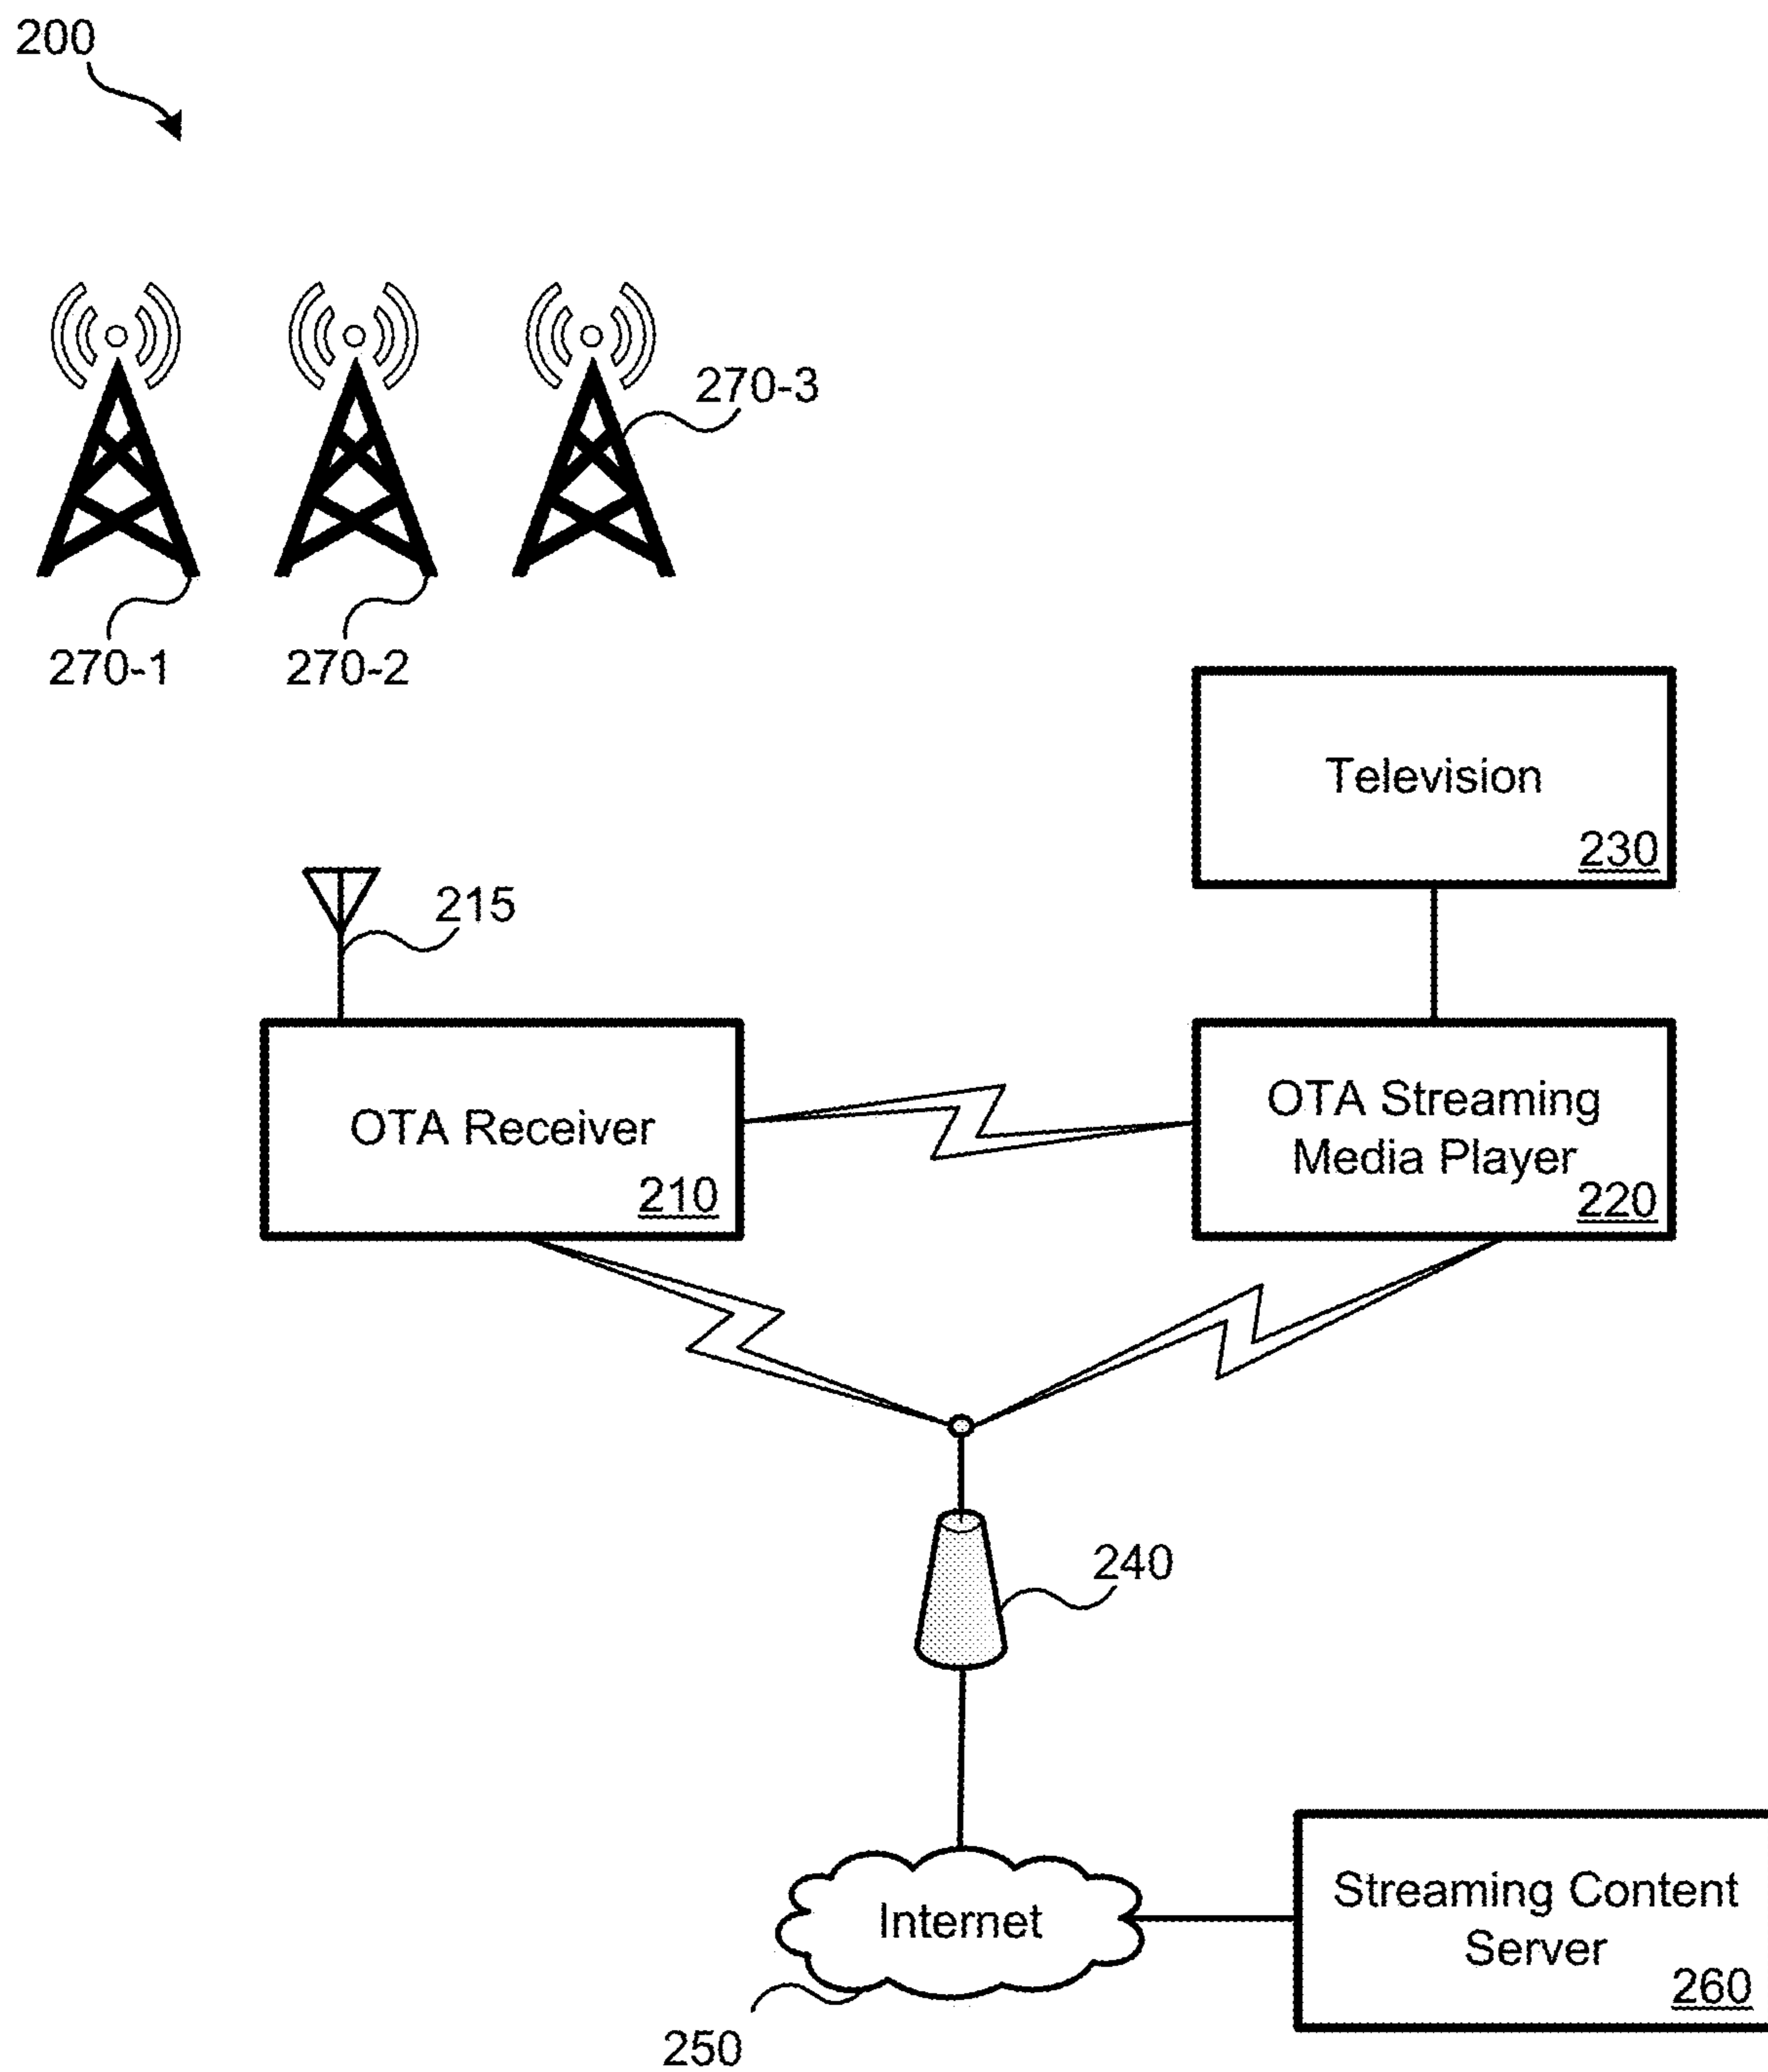 200
270-3
270-1
270-2
Television
230
215
OTA Receiver
210
OTA Streaming
Media Player
220
240
Internet
Streaming Content
Server
260
250